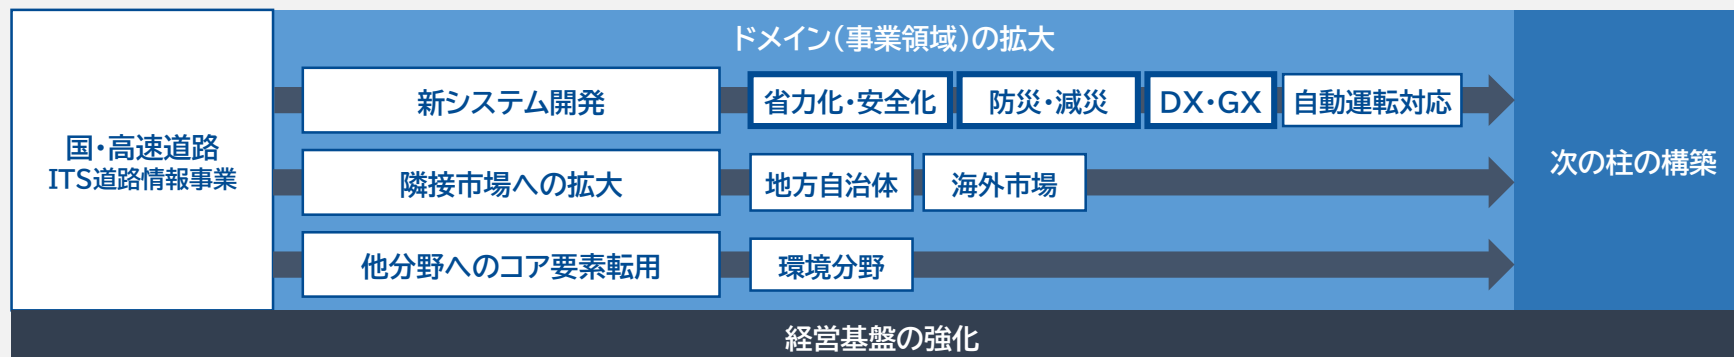 ドメイン(事業領域)の拡大
国・高速道路
ITS道路情報事業
新システム開発
省力化・安全化
防災・減災
DX・GX
自動運転対応
隣接市場への拡大
地方自治体
海外市場
他分野へのコア要素転用
環境分野
次の柱の構築
経営基盤の強化